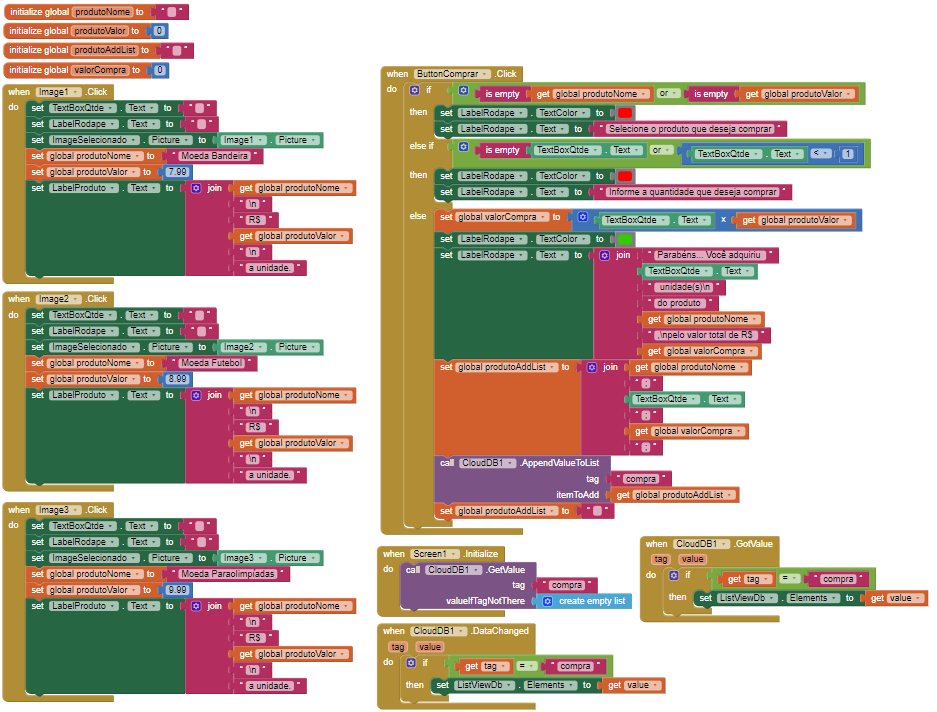 initialize global produtoNome to " "
initialize global produtoValor to 0
initialize global produtoAddList to " "
initialize global valorCompra to 0
when Image1 .Click
do set TextBoxQtde . Text to " "
set LabelRodape . Text to " "
set ImageSelecionado . Picture to Image1 . Picture
set global produtoNome to " Moeda Bandeira "
set global produtoValor to 7.99
set LabelProduto . Text to join get global produtoNome
" \n "
" R$ "
get global produtoValor
" \n "
" a unidade. "
when Image2 .Click
do set TextBoxQtde . Text to " "
set LabelRodape . Text to " "
set ImageSelecionado . Picture to Image2 . Picture
set global produtoNome to " Moeda Futebol "
set global produtoValor to 8.99
set LabelProduto . Text to join get global produtoNome
" \n "
" R$ "
get global produtoValor
" \n "
" a unidade. "
when Image3 .Click
do set TextBoxQtde . Text to " "
set LabelRodape . Text to " "
set ImageSelecionado . Picture to Image3 . Picture
set global produtoNome to " Moeda Paraolimpíadas "
set global produtoValor to 9.99
set LabelProduto . Text to join get global produtoNome
" \n "
" R$ "
get global produtoValor
" \n "
" a unidade. "
when ButtonComprar .Click
do if is empty get global produtoNome or is empty get global produtoValor
then set LabelRodape . TextColor to
set LabelRodape . Text to " Selecione o produto que deseja comprar "
else if is empty TextBoxQtde . Text or TextBoxQtde . Text < 1
then set LabelRodape . TextColor to
set LabelRodape . Text to " Informe a quantidade que deseja comprar "
else set global valorCompra to TextBoxQtde . Text x get global produtoValor
set LabelRodape . TextColor to
set LabelRodape . Text to join " Parabéns... Você adquiriu "
TextBoxQtde . Text
" unidade(s)\n "
" do produto "
get global produtoNome
" ,\npelo valor total de R$ "
get global valorCompra
set global produtoAddList to join get global produtoNome
" ; "
TextBoxQtde . Text
" ; "
get global valorCompra
" ; "
call CloudDB1 .AppendValueToList
tag " compra "
itemToAdd get global produtoAddList
set global produtoAddList to " "
when Screen1 .Initialize
do call CloudDB1 .GetValue
tag " compra "
valueIfTagNotThere create empty list
when CloudDB1 .DataChanged
tag value
do if get tag = " compra "
then set ListViewDb . Elements to get value
when CloudDB1 .GotValue
tag value
do if get tag = " compra "
then set ListViewDb . Elements to get value